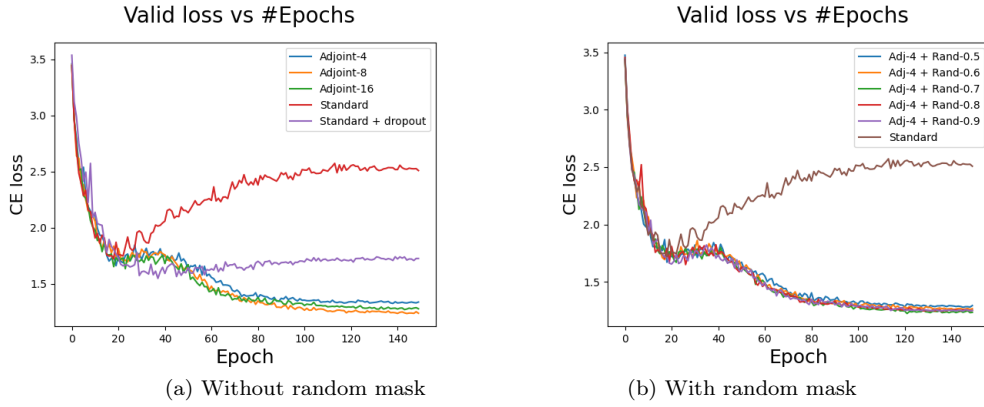 Valid loss vs #Epochs
3.5
3.0
2.5
2.0
1.5
CE loss
Adjoint-4
Adjoint-8
Adjoint-16
Standard
Standard + dropout
0 20 40 60 80 100 120 140
Epoch
(a) Without random mask
Valid loss vs #Epochs
3.5
3.0
2.5
2.0
1.5
CE loss
Adj-4 + Rand-0.5
Adj-4 + Rand-0.6
Adj-4 + Rand-0.7
Adj-4 + Rand-0.8
Adj-4 + Rand-0.9
Standard
0 20 40 60 80 100 120 140
Epoch
(b) With random mask